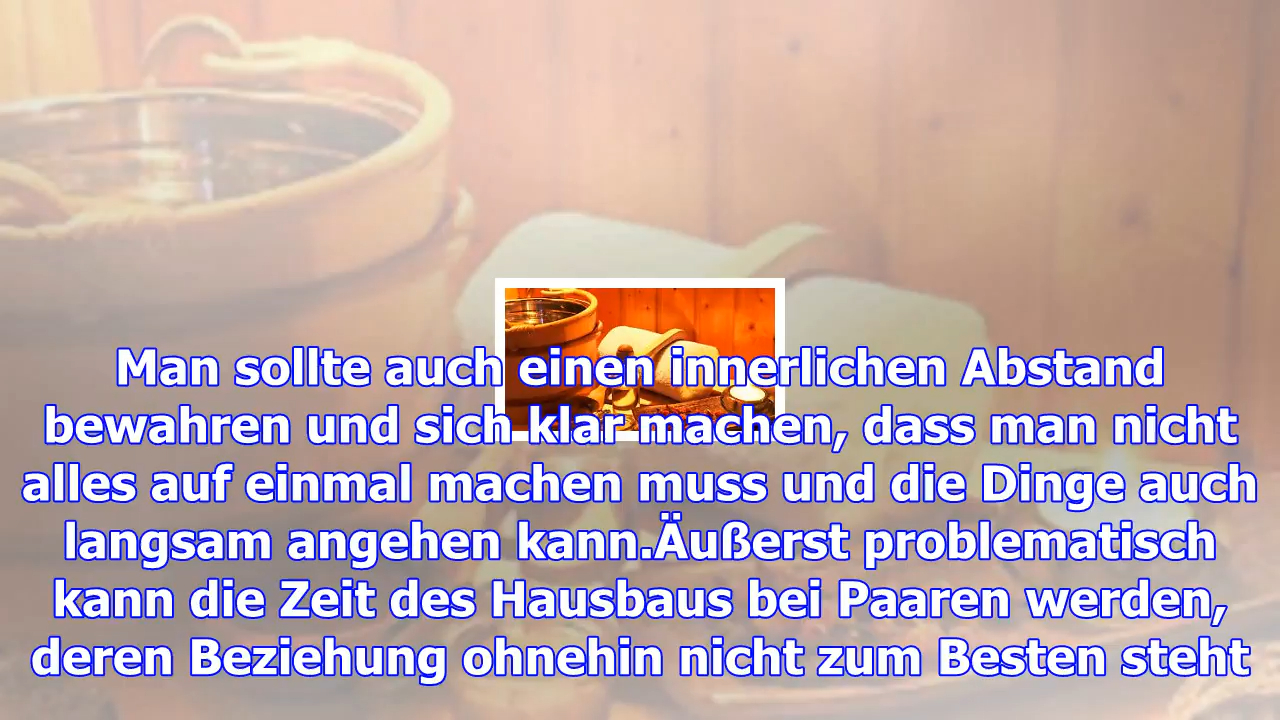 Man sollte auch einen innerlichen Abstand
bewahren und sich klar machen, dass man nicht
alles auf einmal machen muss und die Dinge auch
langsam angehen kann.Äußerst problematisch
kann die Zeit des Hausbaus bei Paaren werden,
deren Beziehung ohnehin nicht zum Besten steht